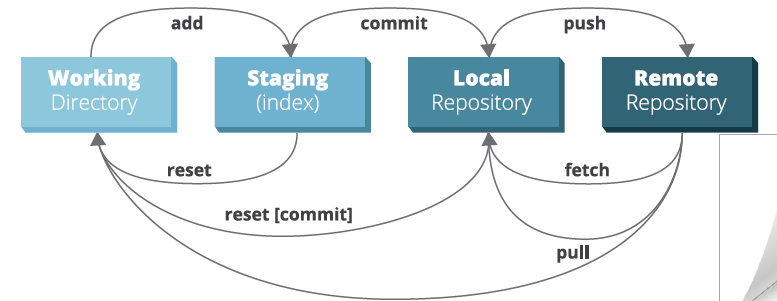 add
commit
push
Working
Directory
Staging
(index)
Local
Repository
Remote
Repository
reset
fetch
reset [commit]
pull